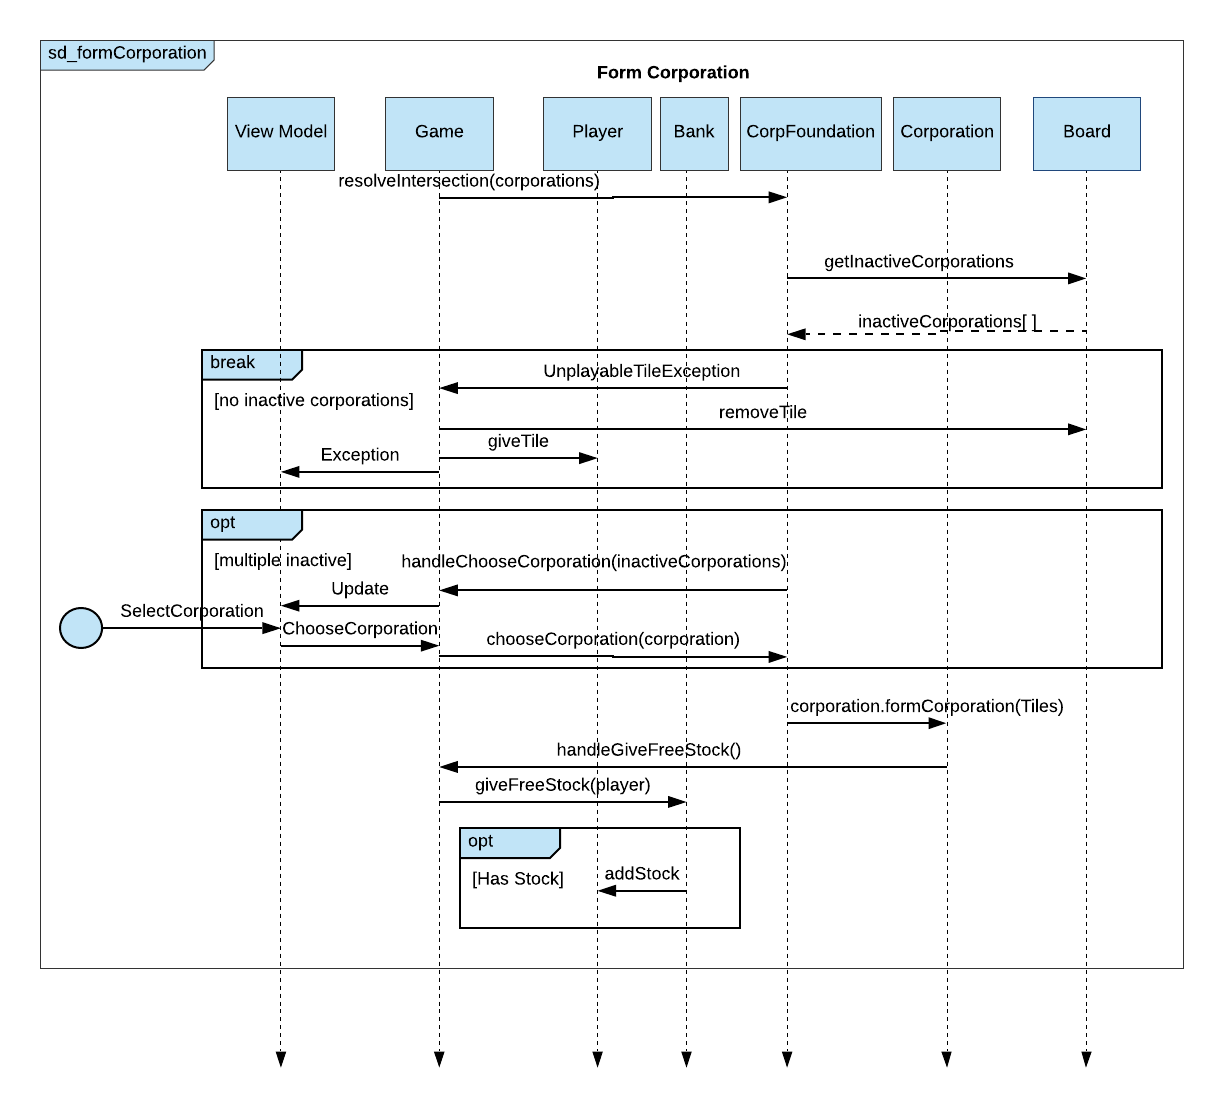 sd_formCorporation
Form Corporation
View Model
Game
Player
Bank
CorpFoundation
Corporation
Board
resolveIntersection(corporations)
getInactiveCorporations
inactiveCorporations[ ]
break
UnplayableTileException
[no inactive corporations]
removeTile
giveTile
Exception
opt
[multiple inactive]
handleChooseCorporation(inactiveCorporations)
Update
SelectCorporation
ChooseCorporation
chooseCorporation(corporation)
corporation.formCorporation(Tiles)
handleGiveFreeStock()
giveFreeStock(player)
opt
[Has Stock]
addStock